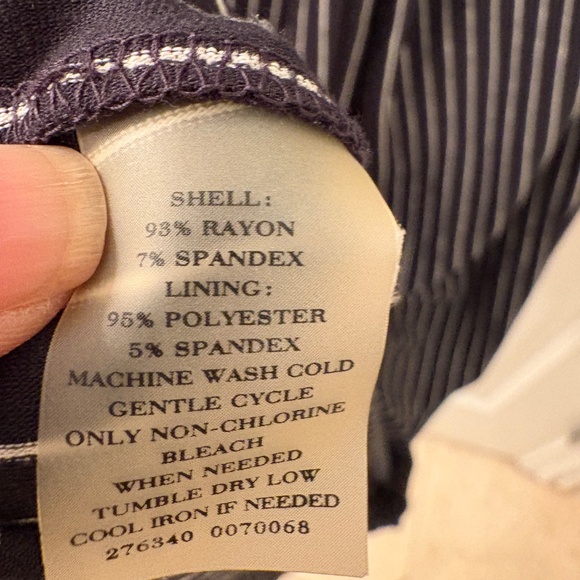 SHELL:
93% RAYON
7% SPANDEX
LINING:
95% POLYESTER
5% SPANDEX
MACHINE WASH COLD
GENTLE CYCLE
ONLY NON-CHLORINE
BLEACH
WHEN NEEDED
TUMBLE DRY LOW
COOL IRON IF NEEDED
276340 0070068